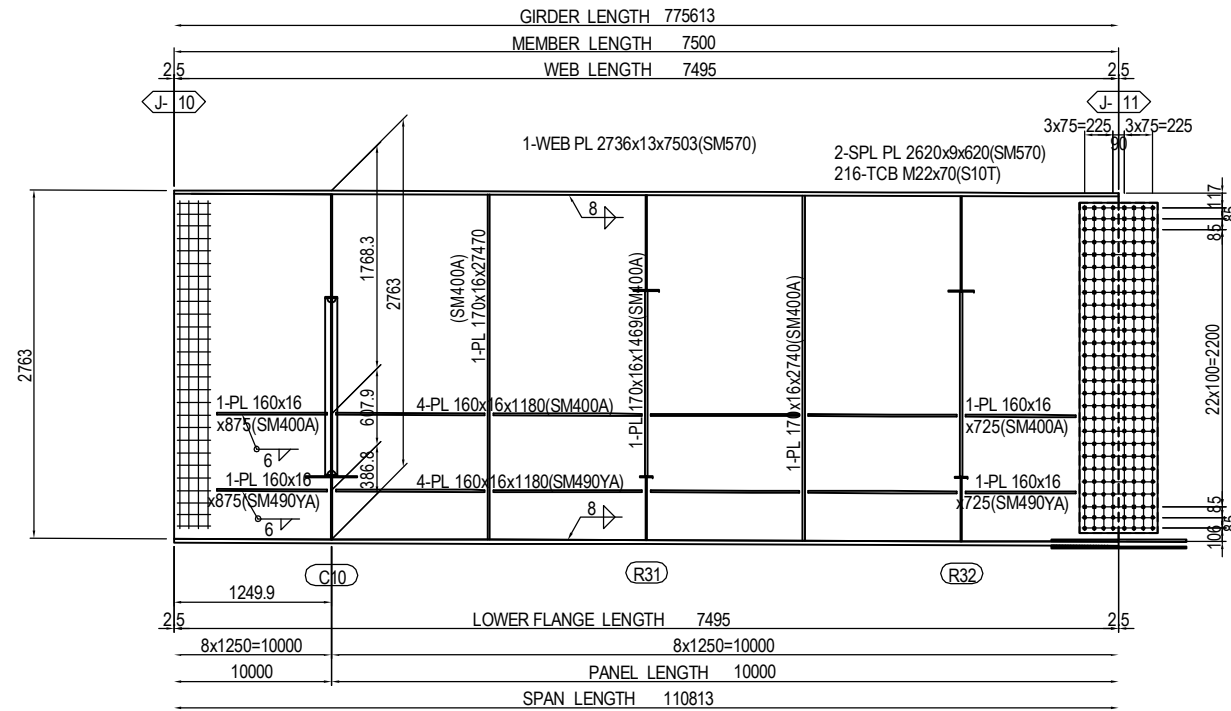 GIRDER LENGTH 775613
MEMBER LENGTH 7500
2.5 WEB LENGTH 7495 2.5
J- 10
J- 11
3x75=225 3x75=225
90
1-WEB PL 2736x13x7503(SM570)
2-SPL PL 2620x9x620(SM570)
216-TCB M22x70(S10T)
117
85
85
8
1768.3
2763
2763
(SM400A)
1-PL 170x16x27470
1-PL 170x16x1469(SM400A)
1-PL 170x16x2740(SM400A)
22x100=2200
607.9
386.8
1-PL 160x16
x875(SM400A)
4-PL 160x16x1180(SM400A)
1-PL 160x16
x725(SM400A)
6
1-PL 160x16
x875(SM490YA)
4-PL 160x16x1180(SM490YA)
1-PL 160x16
x725(SM490YA)
6
8
85
85
106
C10
R31
R32
1249.9
2.5 LOWER FLANGE LENGTH 7495 2.5
8x1250=10000 8x1250=10000
10000 PANEL LENGTH 10000
SPAN LENGTH 110813